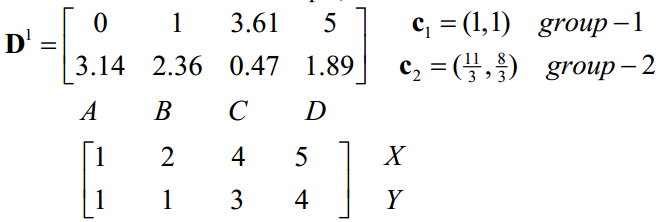 D¹ = [ 0 1 3.61 5 ] c₁ = (1,1) group − 1
[ 3.14 2.36 0.47 1.89 ] c₂ = (11/3, 8/3) group − 2
A B C D
[ 1 2 4 5 ] X
[ 1 1 3 4 ] Y